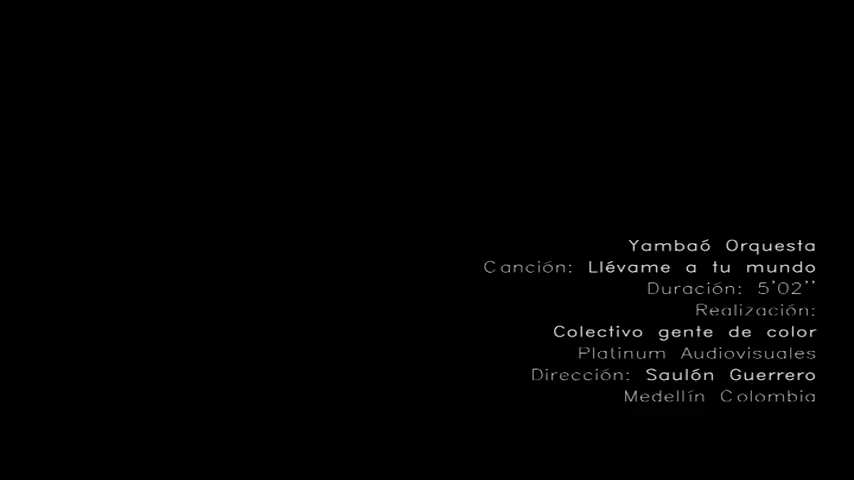 Yambaó Orquesta
Canción: Llévame a tu mundo
Duración: 5'02''
Realización:
Colectivo gente de color
Platinum Audiovisuales
Dirección: Saulón Guerrero
Medellín Colombia